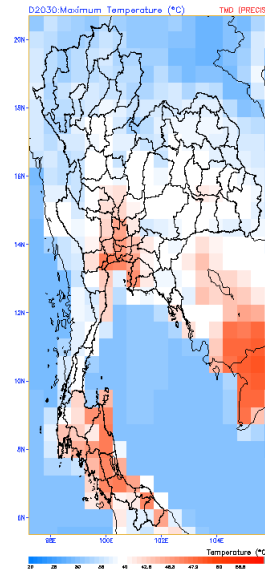 D2030:Maximum Temperature (°C) TMD (PRECIS
20N
18N
16N
14N
12N
10N
8N
6N
98E 100E 102E 104E
Temperature (°C